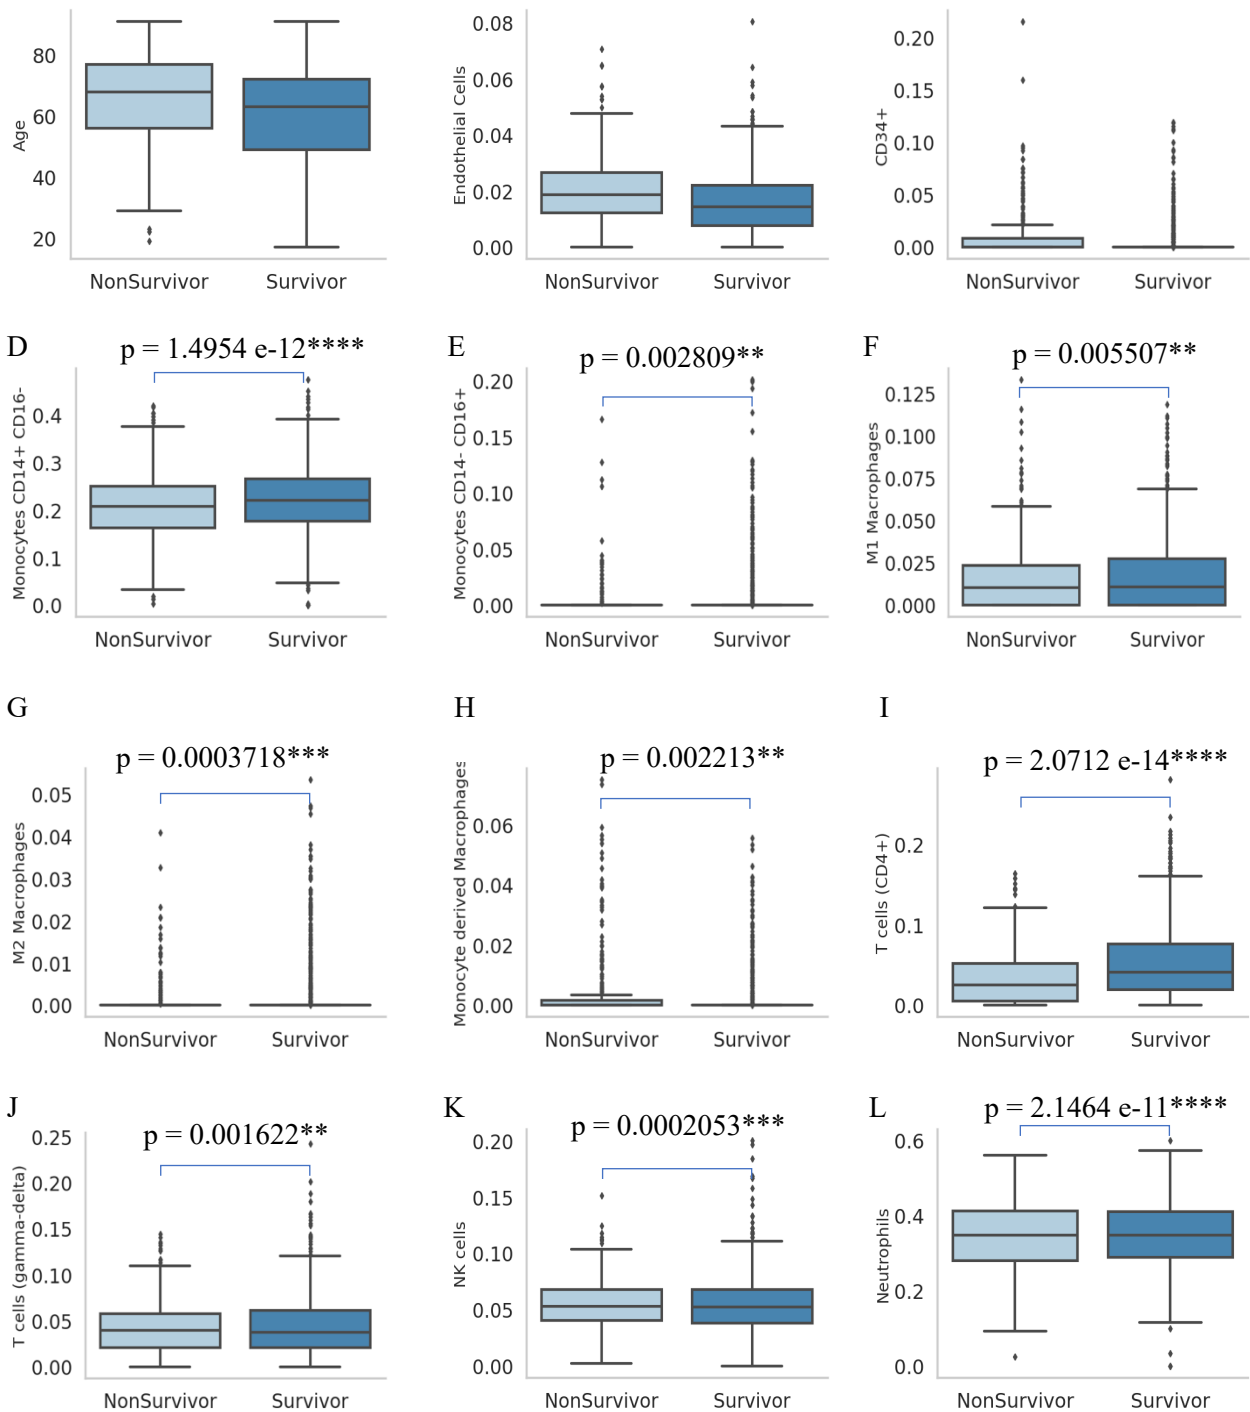 Age
80
60
40
20
NonSurvivor Survivor
Endothelial Cells
0.08
0.06
0.04
0.02
0.00
NonSurvivor Survivor
CD34+
0.20
0.15
0.10
0.05
0.00
NonSurvivor Survivor
D
p = 1.4954 e-12****
Monocytes CD14+ CD16-
0.4
0.3
0.2
0.1
0.0
NonSurvivor Survivor
E
p = 0.002809**
Monocytes CD14- CD16+
0.20
0.15
0.10
0.05
0.00
NonSurvivor Survivor
F
p = 0.005507**
M1 Macrophages
0.125
0.100
0.075
0.050
0.025
0.000
NonSurvivor Survivor
G
p = 0.0003718***
M2 Macrophages
0.05
0.04
0.03
0.02
0.01
0.00
NonSurvivor Survivor
H
p = 0.002213**
Monocyte derived Macrophages
0.06
0.04
0.02
0.00
NonSurvivor Survivor
I
p = 2.0712 e-14****
T cells (CD4+)
0.2
0.1
0.0
NonSurvivor Survivor
J
p = 0.001622**
T cells (gamma-delta)
0.25
0.20
0.15
0.10
0.05
0.00
NonSurvivor Survivor
K
p = 0.0002053***
NK cells
0.20
0.15
0.10
0.05
0.00
NonSurvivor Survivor
L
p = 2.1464 e-11****
Neutrophils
0.6
0.4
0.2
0.0
NonSurvivor Survivor